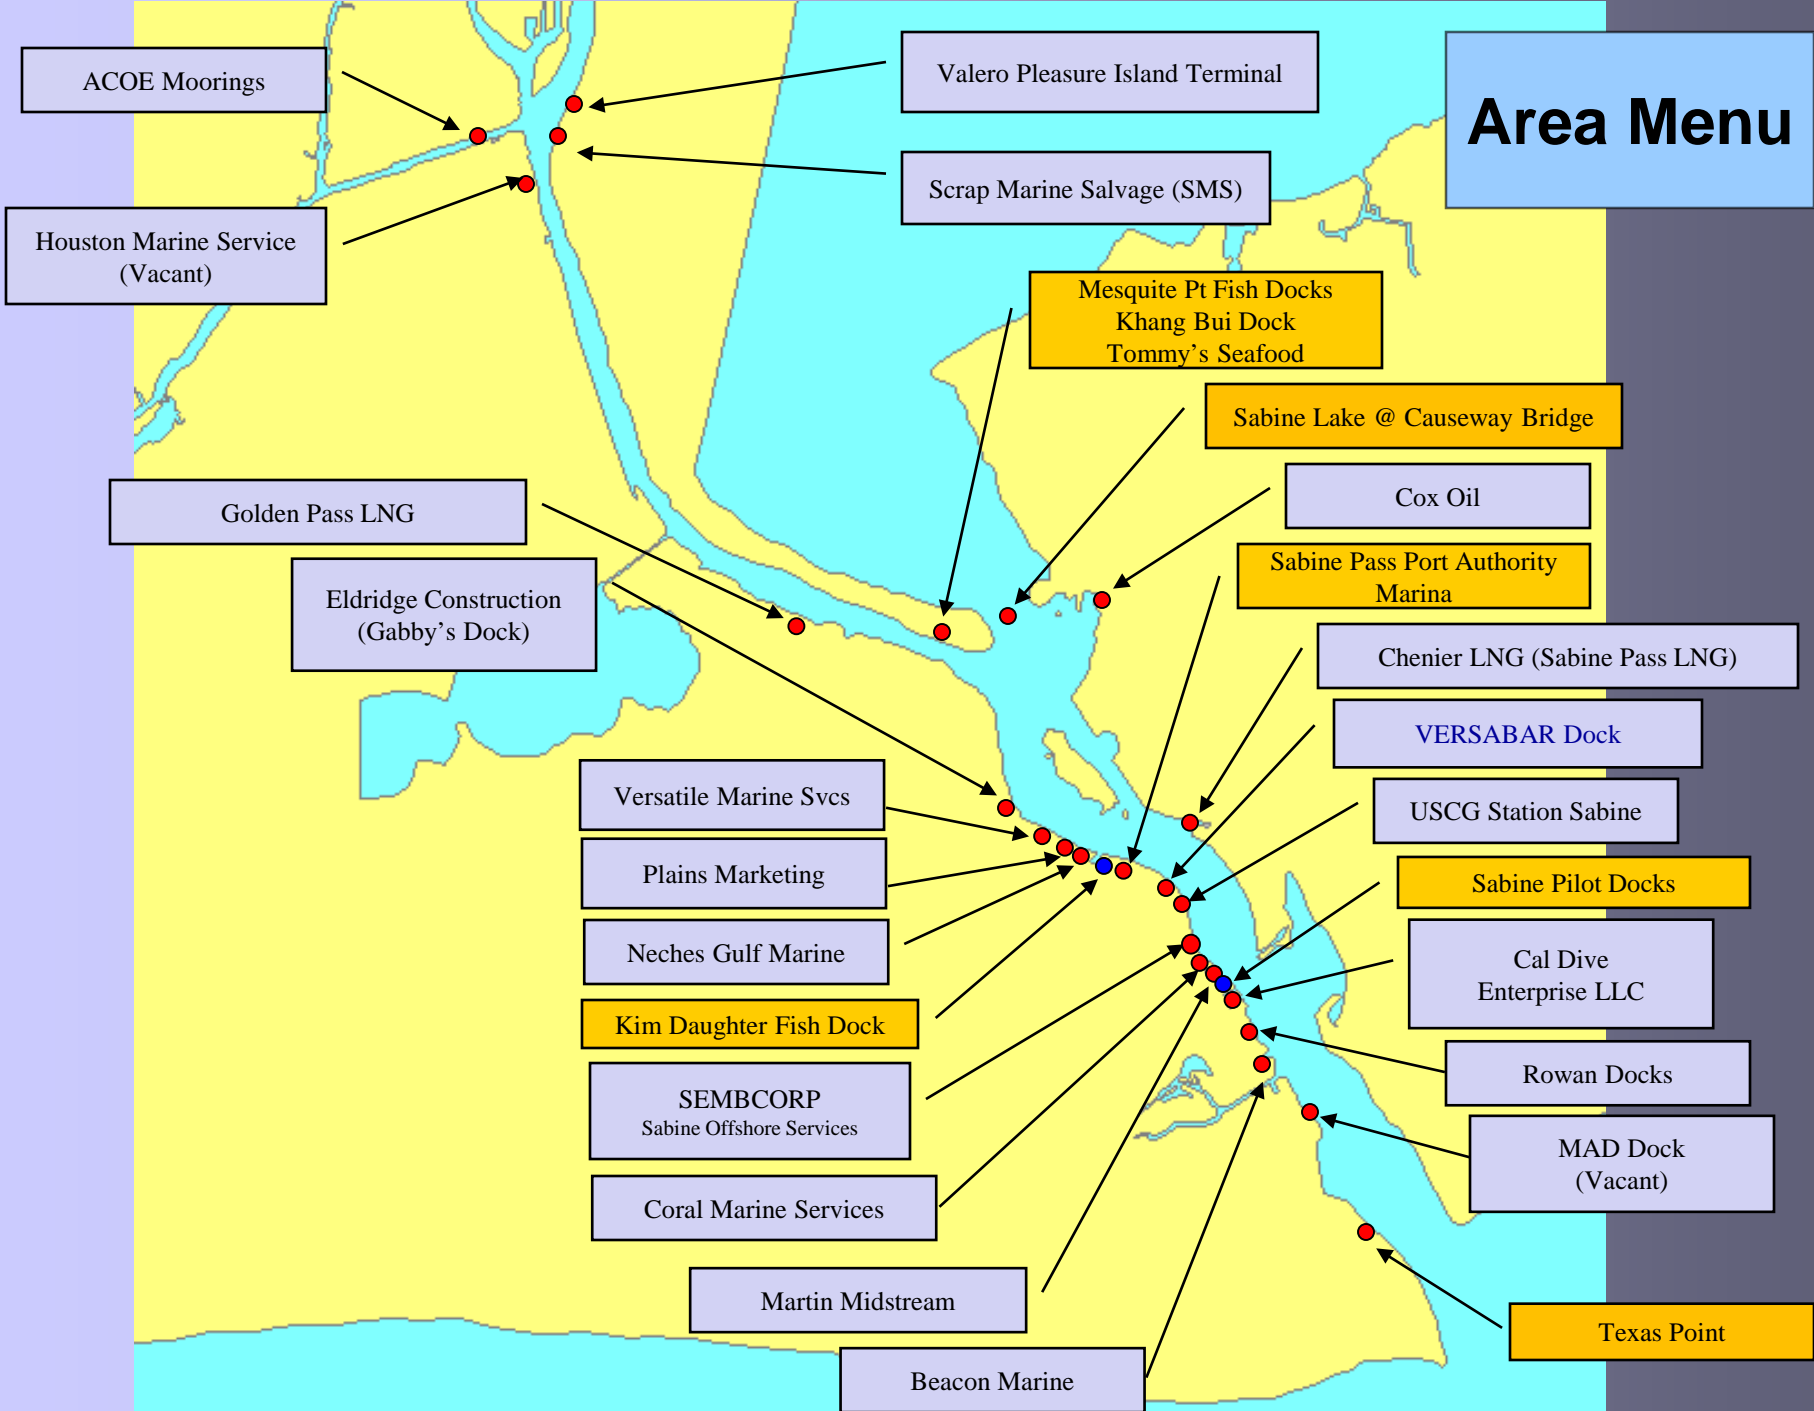 ACOE Moorings
Valero Pleasure Island Terminal
Area Menu
Scrap Marine Salvage (SMS)
Houston Marine Service
(Vacant)
Mesquite Pt Fish Docks
Khang Bui Dock
Tommy’s Seafood
Sabine Lake @ Causeway Bridge
Cox Oil
Golden Pass LNG
Sabine Pass Port Authority
Marina
Eldridge Construction
(Gabby’s Dock)
Chenier LNG (Sabine Pass LNG)
VERSABAR Dock
Versatile Marine Svcs
USCG Station Sabine
Plains Marketing
Sabine Pilot Docks
Neches Gulf Marine
Cal Dive
Enterprise LLC
Kim Daughter Fish Dock
Rowan Docks
SEMBCORP
Sabine Offshore Services
MAD Dock
(Vacant)
Coral Marine Services
Martin Midstream
Texas Point
Beacon Marine